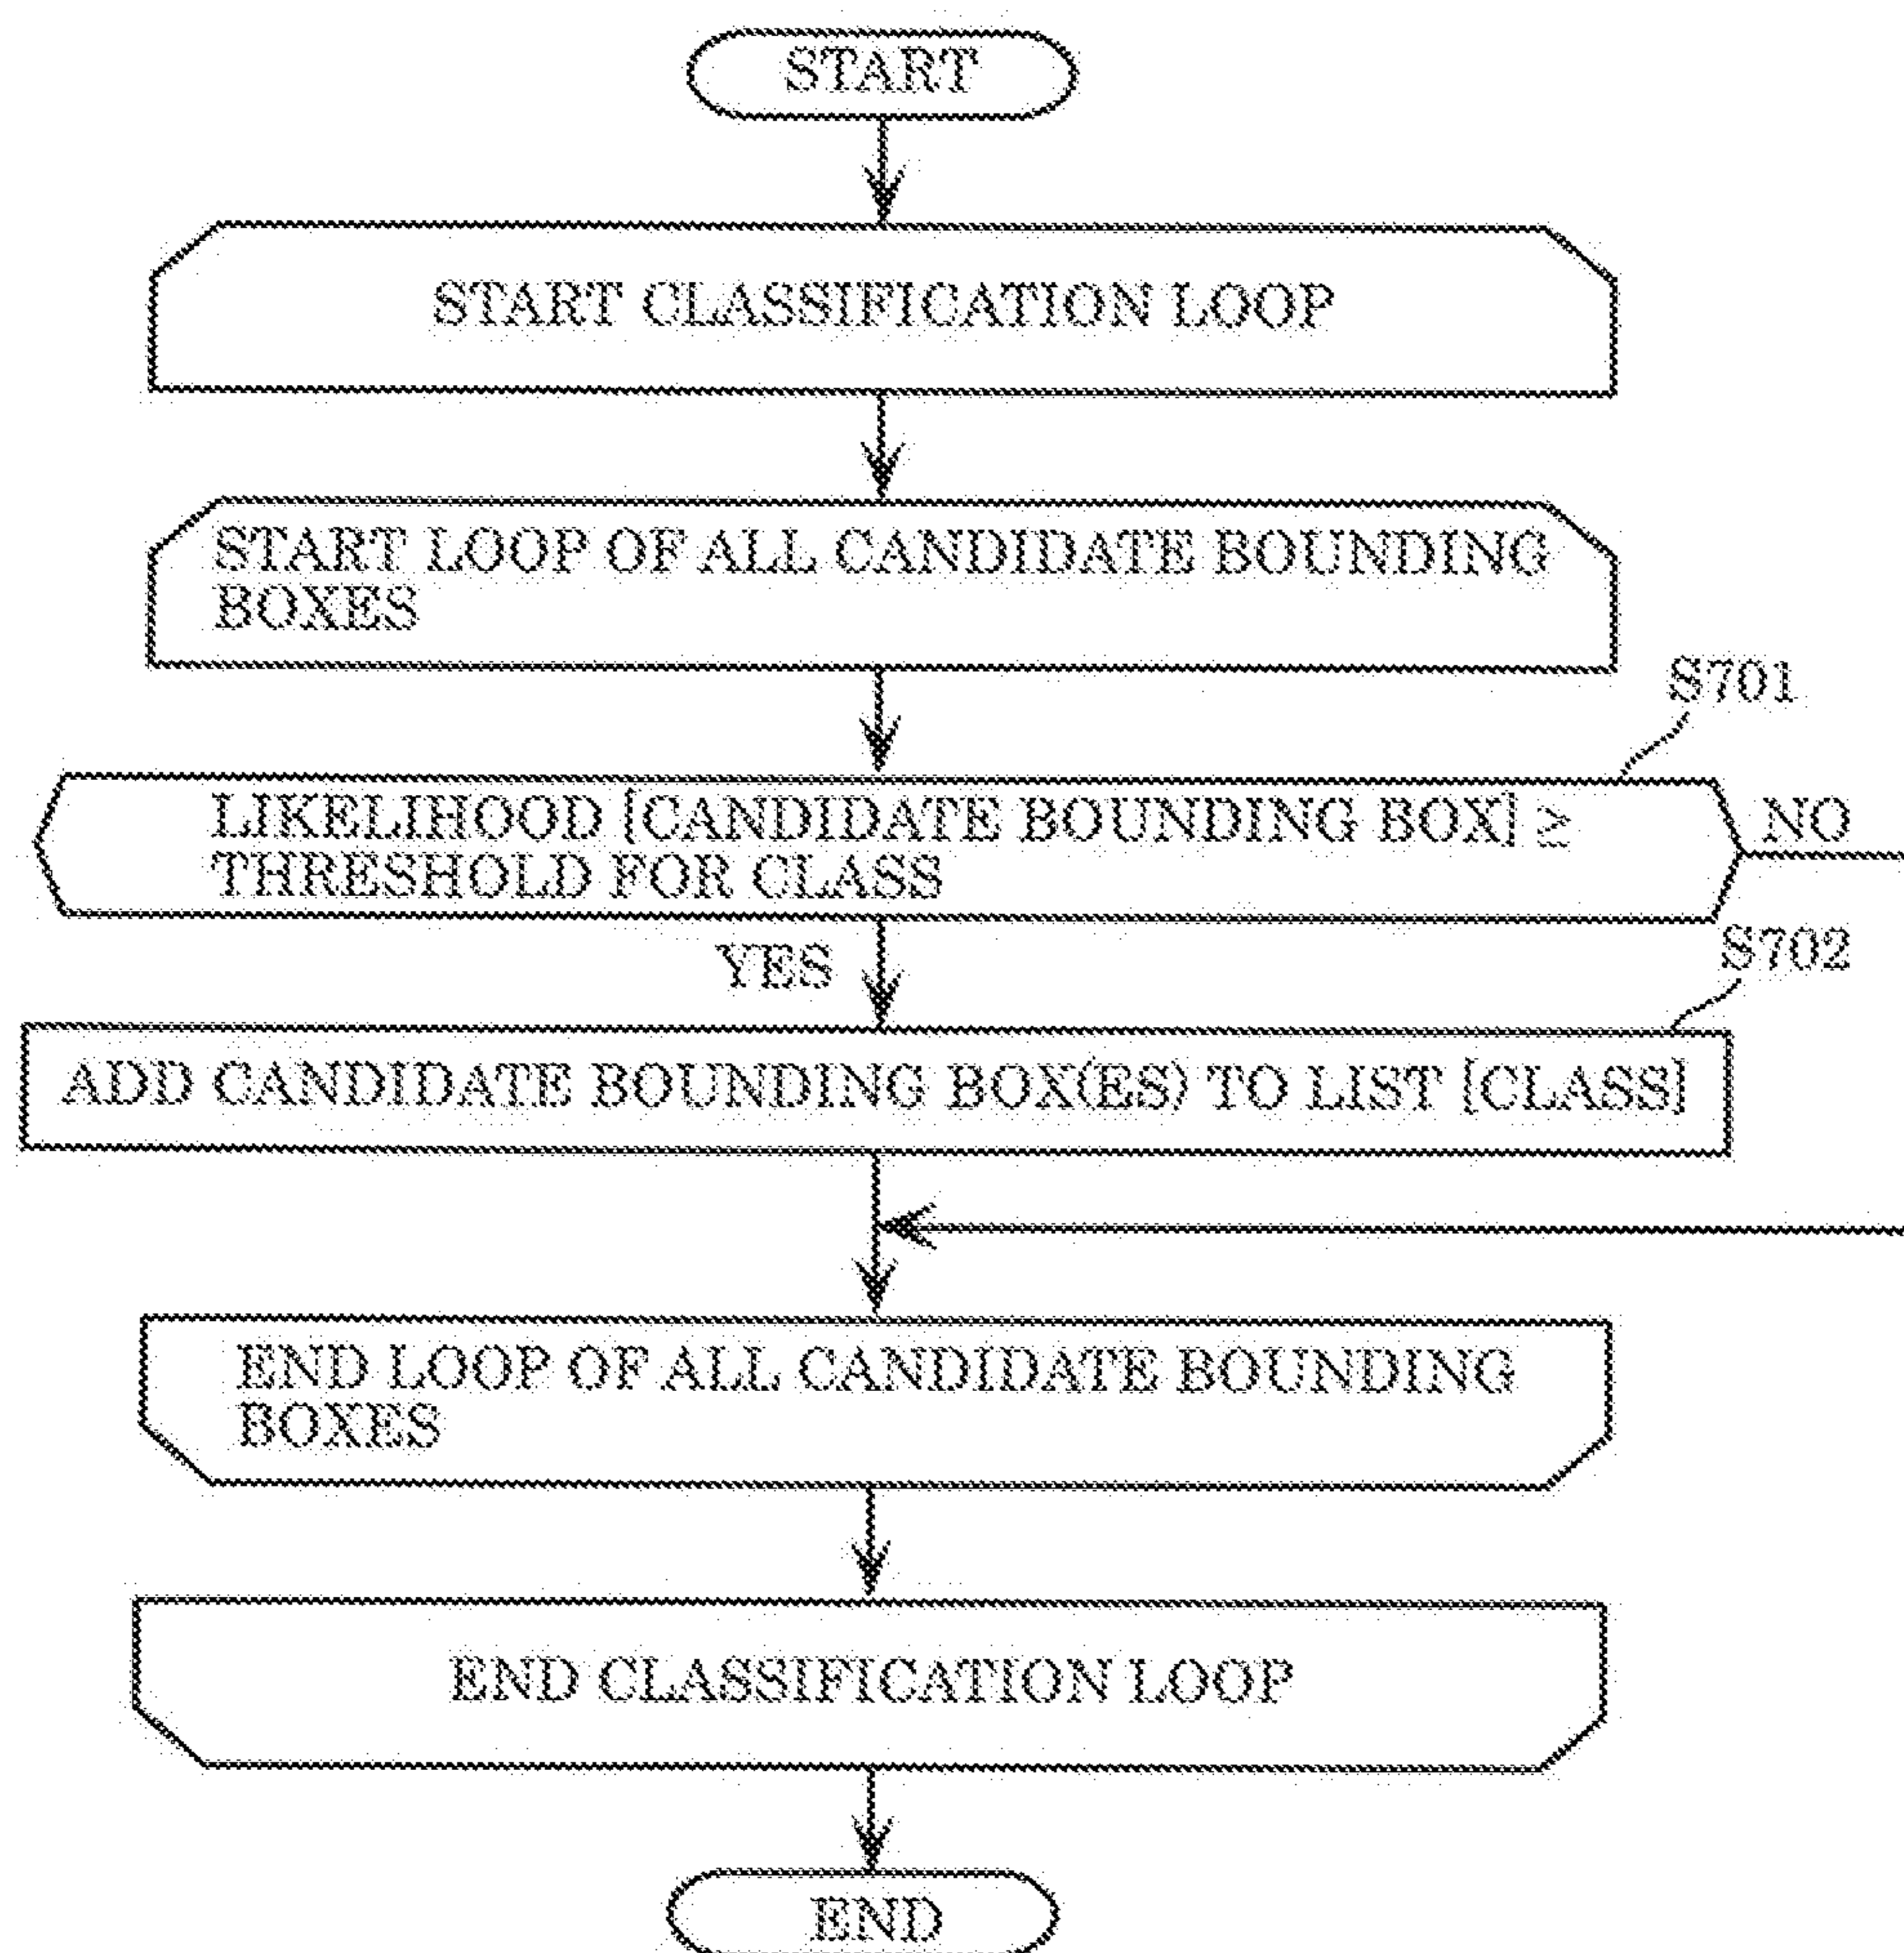 START
START CLASSIFICATION LOOP
START LOOP OF ALL CANDIDATE BOUNDING
BOXES
S701
LIKELIHOOD [CANDIDATE BOUNDING BOX] ≥
THRESHOLD FOR CLASS
NO
YES
S702
ADD CANDIDATE BOUNDING BOX(ES) TO LIST [CLASS]
END LOOP OF ALL CANDIDATE BOUNDING
BOXES
END CLASSIFICATION LOOP
END